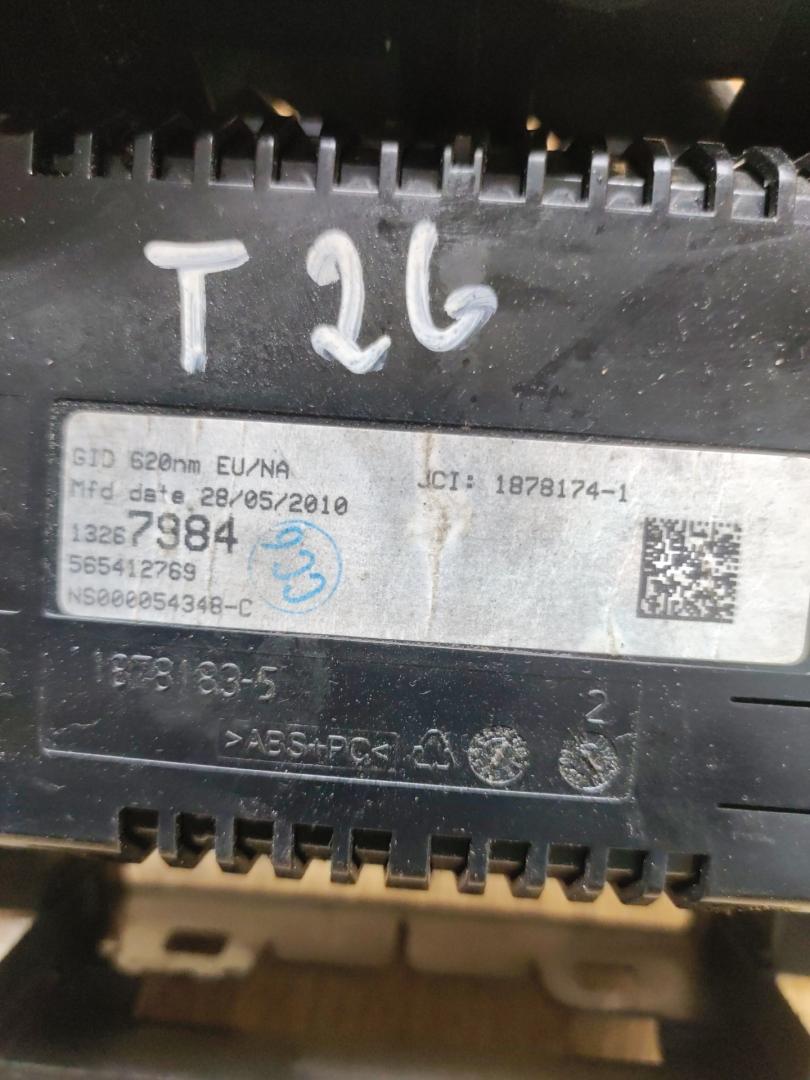 T 26
GID 620nm EU/NA
JCI: 1878174-1
Mfd date 28/05/2010
13267984
565412769
NS000054348-C
1878183-5
2
>ABS+PC<